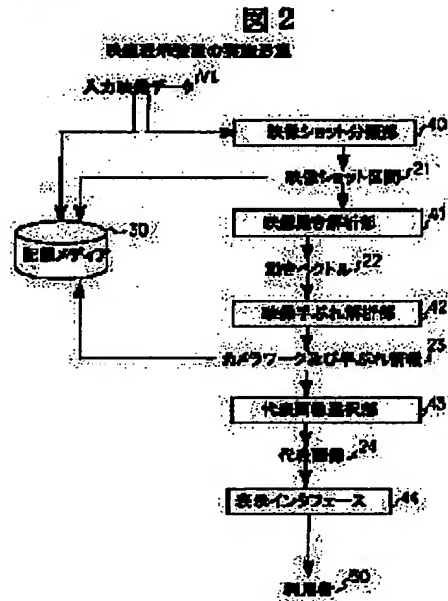 図 2
映像処理装置の実施形態
入力映像データ IVL
映像ショット分割部 40
映像ショット区間 21
映像動き解析部 41
記録メディア 30
動きベクトル 22
映像手ぶれ解析部 42
カメラワーク及び手ぶれ情報 23
代表画像選択部 43
代表画像 24
表示インタフェース 44
利用者 50